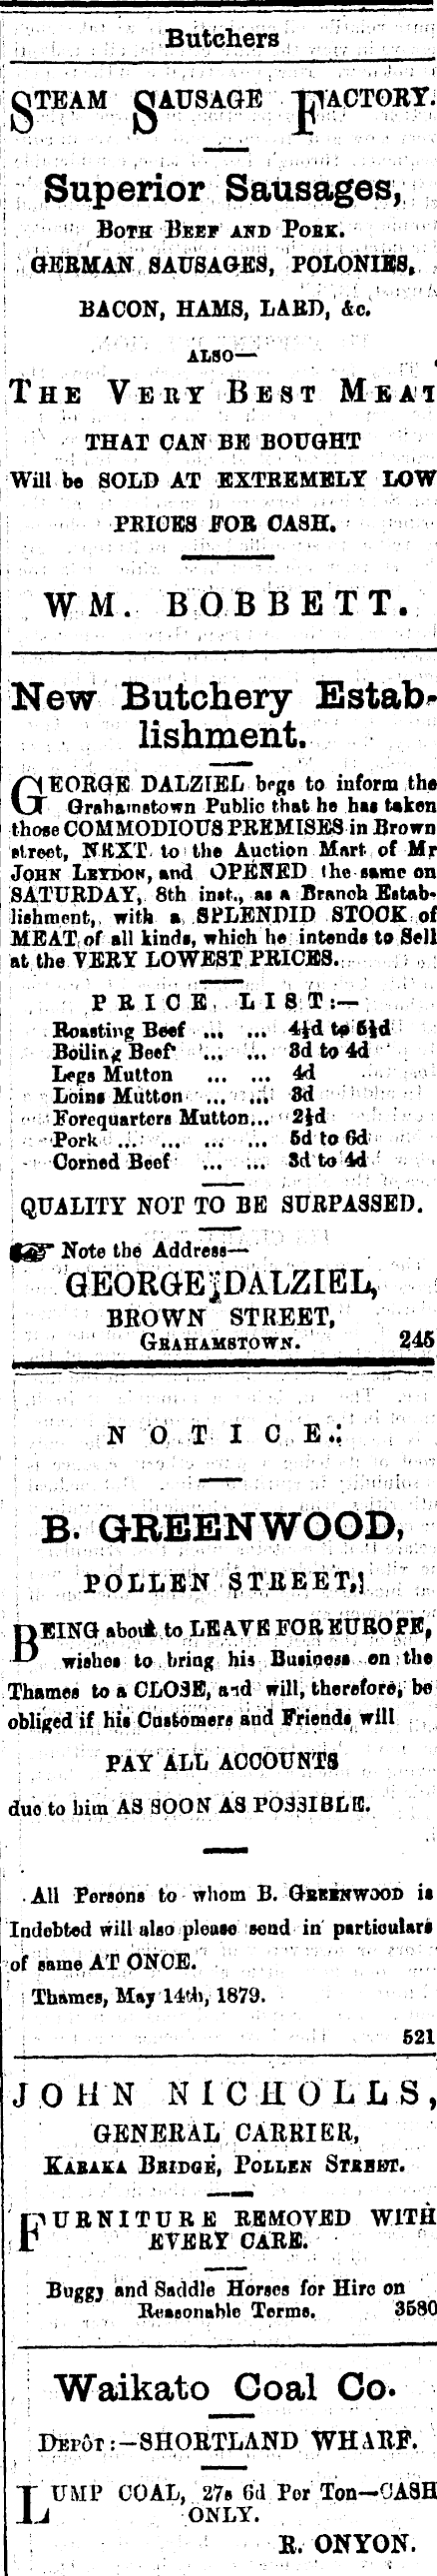 Butchers
STEAM SAUSAGE FACTORY.
Superior Sausages,
BOTH BEEF AND PORK.
GERMAN SAUSAGES, POLONIES,
BACON, HAMS, LARD, &c.
ALSO—
THE VERY BEST MEAT
THAT CAN BE BOUGHT
Will be SOLD AT EXTREMELY LOW
PRICES FOR CASH.
WM. BOBBETT.
New Butchery Estab-
lishment.
GEORGE DALZIEL begs to inform the
Grahamstown Public that he has taken
those COMMODIOUS PREMISES in Brown
street, NEXT to the Auction Mart of Mr
JOHN LEYDON, and OPENED the same on
SATURDAY, 8th inst., as a Branch Estab-
lishment, with a SPLENDID STOCK of
MEAT of all kinds, which he intends to Sell
at the VERY LOWEST PRICES.
PRICE LIST:—
Roasting Beef ... ... 4½d to 5½d
Boiling Beef ... ... 3d to 4d
Legs Mutton ... ... 4d
Loins Mutton ... ... 3d
Forequarters Mutton... 2½d
Pork ... ... ... ... 5d to 6d
Corned Beef ... ... 3d to 4d
QUALITY NOT TO BE SURPASSED.
☞ Note the Address—
GEORGE DALZIEL,
BROWN STREET,
GRAHAMSTOWN. 245
NOTICE.
B. GREENWOOD,
POLLEN STREET,
BEING about to LEAVE FOR EUROPE,
wishes to bring his Business on the
Thames to a CLOSE, and will, therefore, be
obliged if his Customers and Friends will
PAY ALL ACCOUNTS
due to him AS SOON AS POSSIBLE.
All Persons to whom B. GREENWOOD is
Indebted will also please send in particulars
of same AT ONCE.
Thames, May 14th, 1879.
521
JOHN NICHOLLS,
GENERAL CARRIER,
KARAKA BRIDGE, POLLEN STREET.
FURNITURE REMOVED WITH
EVERY CARE.
Buggy and Saddle Horses for Hire on
Reasonable Terms. 3580
Waikato Coal Co.
DEPÔT:—SHORTLAND WHARF.
LUMP COAL, 27s 6d Per Ton—CASH
ONLY.
R. ONYON.